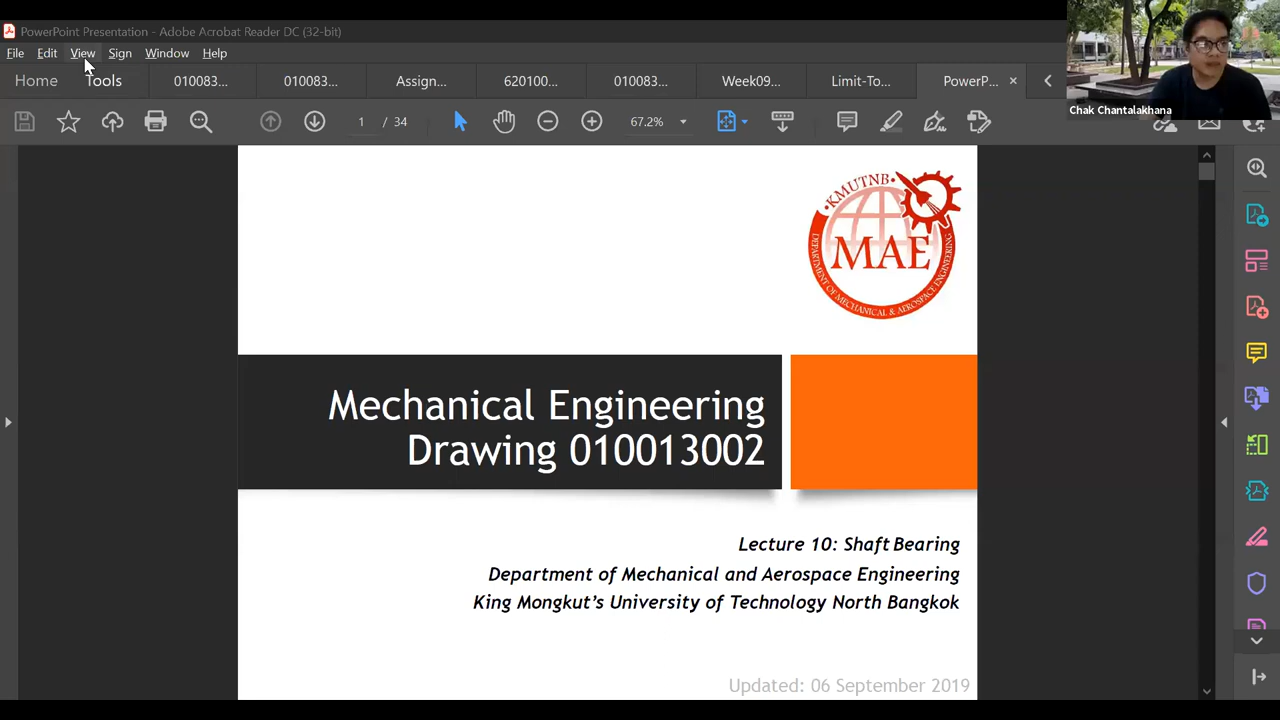 PowerPoint Presentation - Adobe Acrobat Reader DC (32-bit)
File Edit View Sign Window Help
Home Tools 010083... 010083... Assign... 620100... 010083... Week09... Limit-To... PowerP... ×
1 / 34 67.2%
Chak Chantalakhana
KMUTNB
MAE
DEPARTMENT OF MECHANICAL & AEROSPACE ENGINEERING
Mechanical Engineering
Drawing 010013002
Lecture 10: Shaft Bearing
Department of Mechanical and Aerospace Engineering
King Mongkut's University of Technology North Bangkok
Updated: 06 September 2019